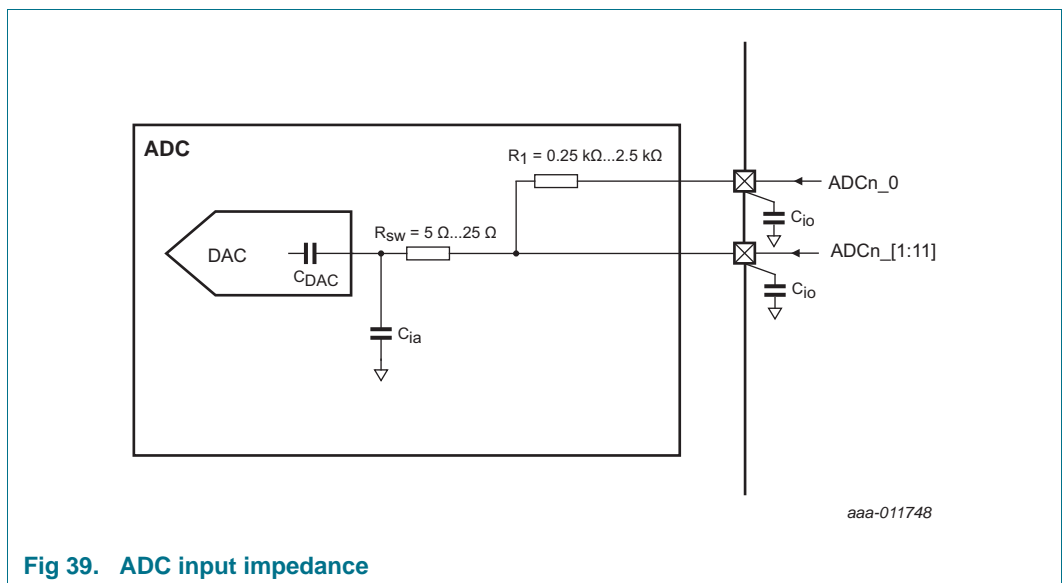 ADC
R1 = 0.25 kΩ...2.5 kΩ
ADCn_0
Cio
Rsw = 5 Ω...25 Ω
DAC
CDAC
ADCn_[1:11]
Cio
Cia
aaa-011748
Fig 39. ADC input impedance